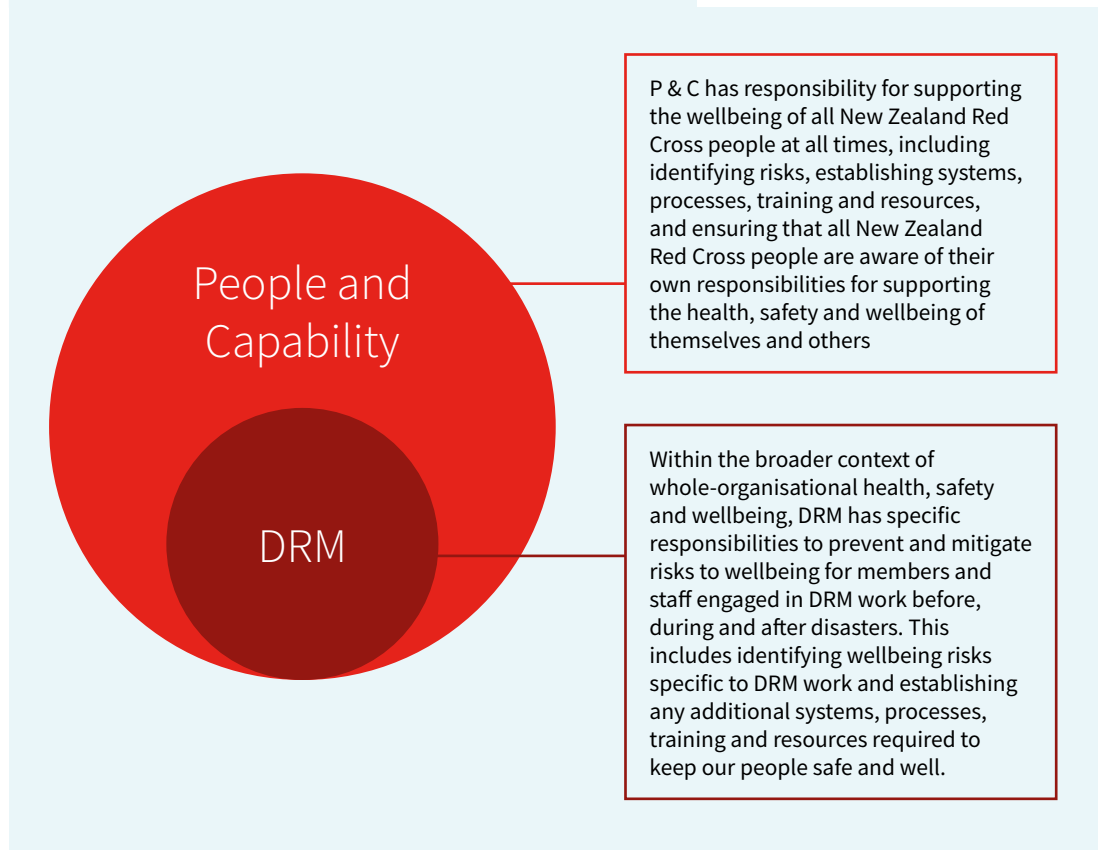 People and
Capability
DRM
P & C has responsibility for supporting
the wellbeing of all New Zealand Red
Cross people at all times, including
identifying risks, establishing systems,
processes, training and resources,
and ensuring that all New Zealand
Red Cross people are aware of their
own responsibilities for supporting
the health, safety and wellbeing of
themselves and others
Within the broader context of
whole-organisational health, safety
and wellbeing, DRM has specific
responsibilities to prevent and mitigate
risks to wellbeing for members and
staff engaged in DRM work before,
during and after disasters. This
includes identifying wellbeing risks
specific to DRM work and establishing
any additional systems, processes,
training and resources required to
keep our people safe and well.